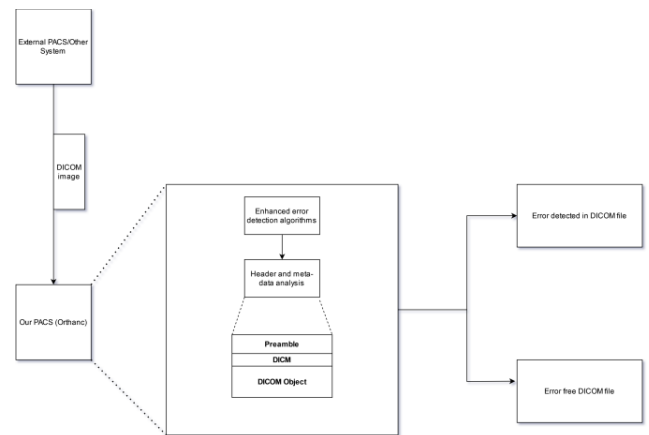 External PACS/Other
System
DICOM
image
Our PACS (Orthanc)
Enhanced error
detection algorithms
Header and meta-
data analysis
Preamble
DICM
DICOM Object
Error detected in DICOM file
Error free DICOM file